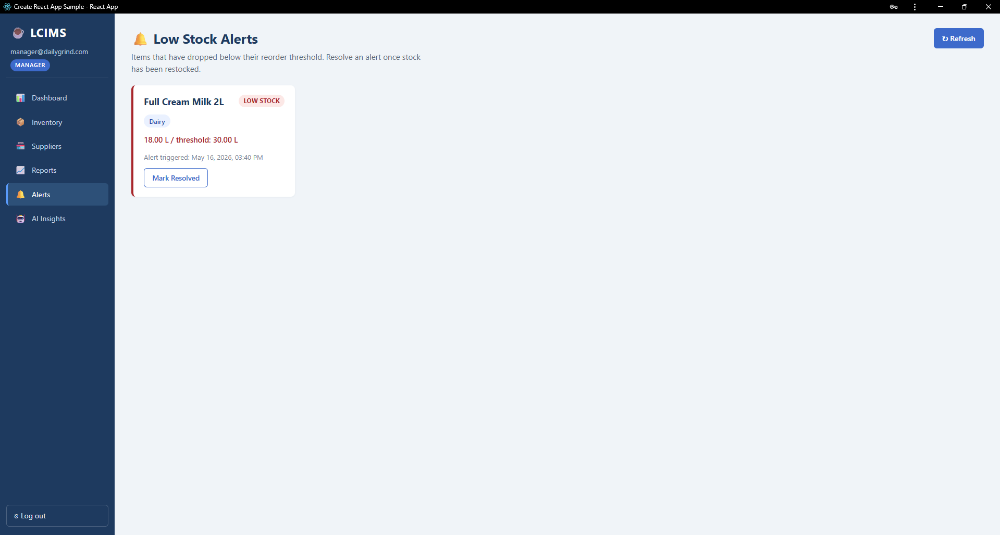 Create React App Sample - React App
LCIMS
manager@dailygrind.com
MANAGER
Dashboard
Inventory
Suppliers
Reports
Alerts
AI Insights
Log out
Low Stock Alerts
Items that have dropped below their reorder threshold. Resolve an alert once stock
has been restocked.
↻ Refresh
Full Cream Milk 2L
LOW STOCK
Dairy
18.00 L / threshold: 30.00 L
Alert triggered: May 16, 2026, 03:40 PM
Mark Resolved